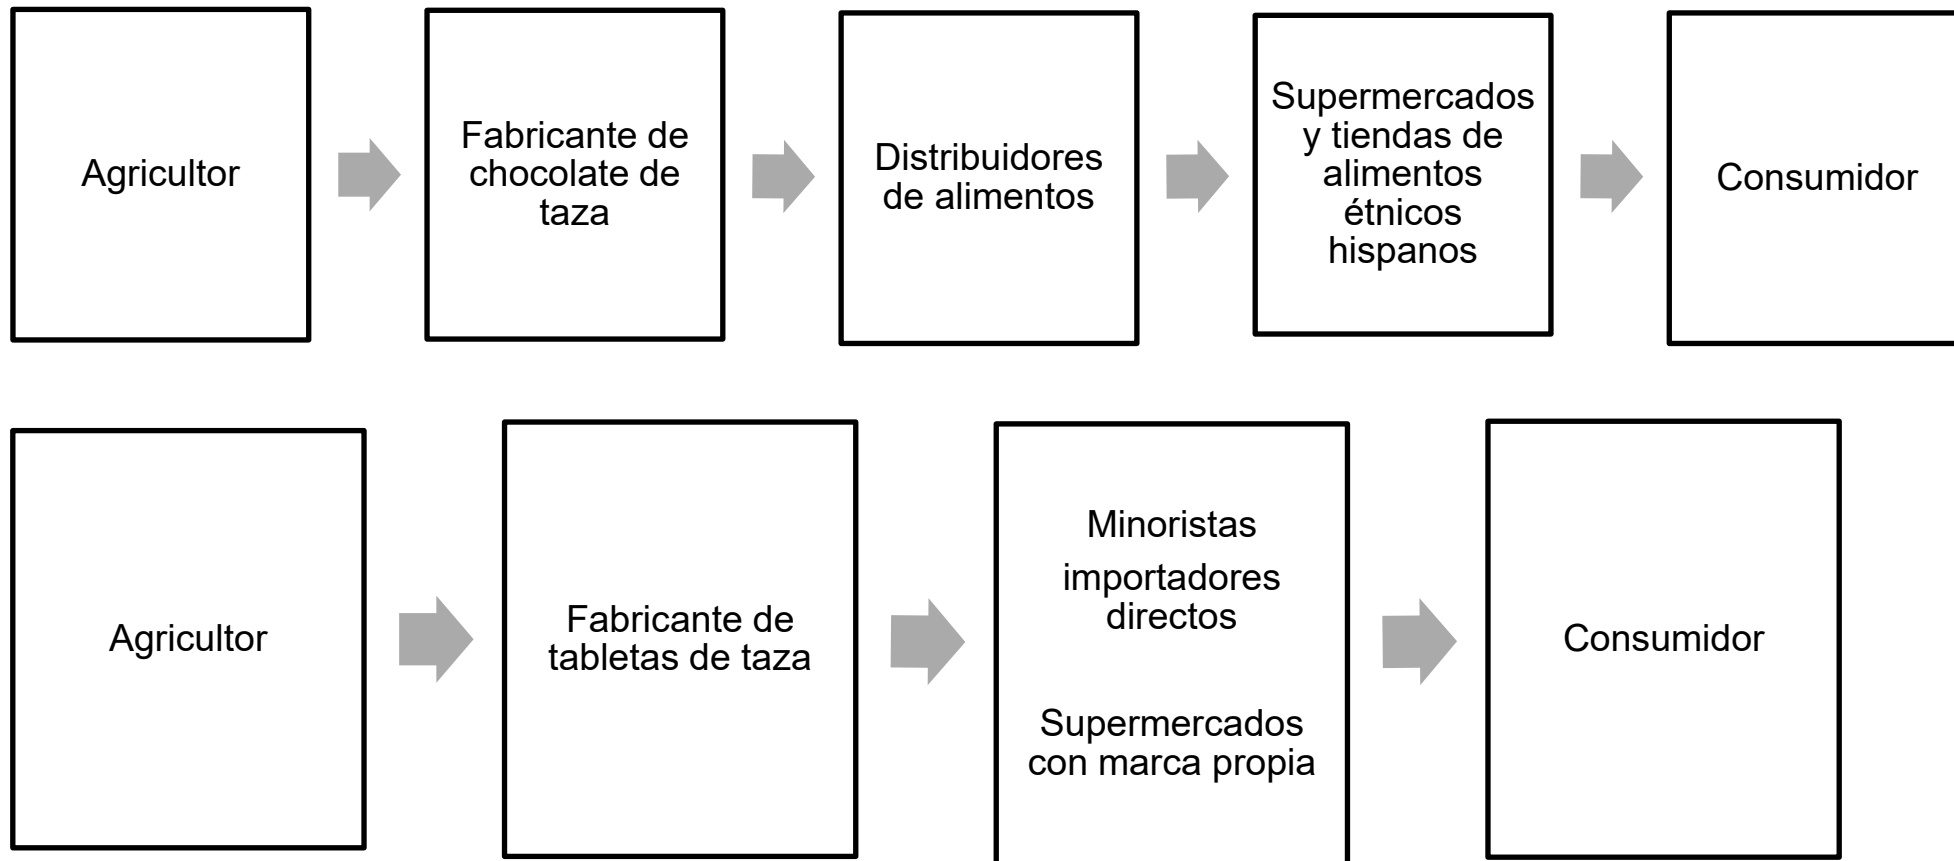 Agricultor
Fabricante de
chocolate de
taza
Distribuidores
de alimentos
Supermercados
y tiendas de
alimentos
étnicos
hispanos
Consumidor
Agricultor
Fabricante de
tabletas de taza
Minoristas
importadores
directos
Supermercados
con marca propia
Consumidor